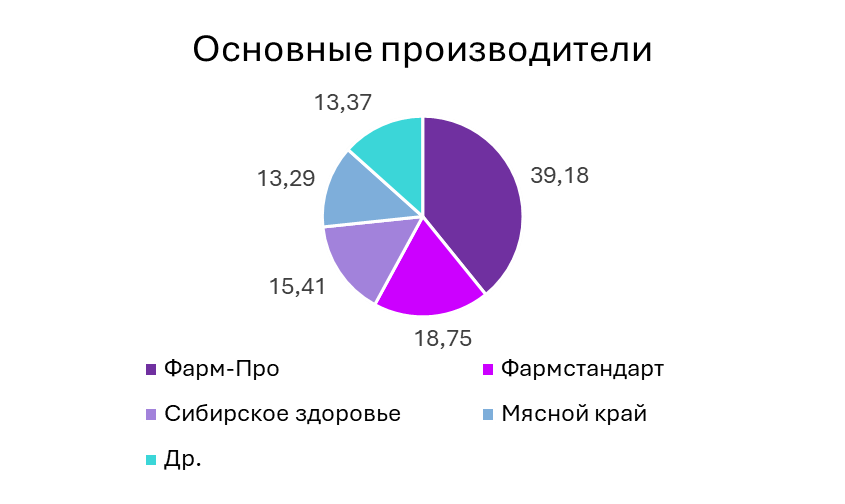 Основные производители
13,37
39,18
13,29
15,41
18,75
Фарм-Про
Фармстандарт
Сибирское здоровье
Мясной край
Др.